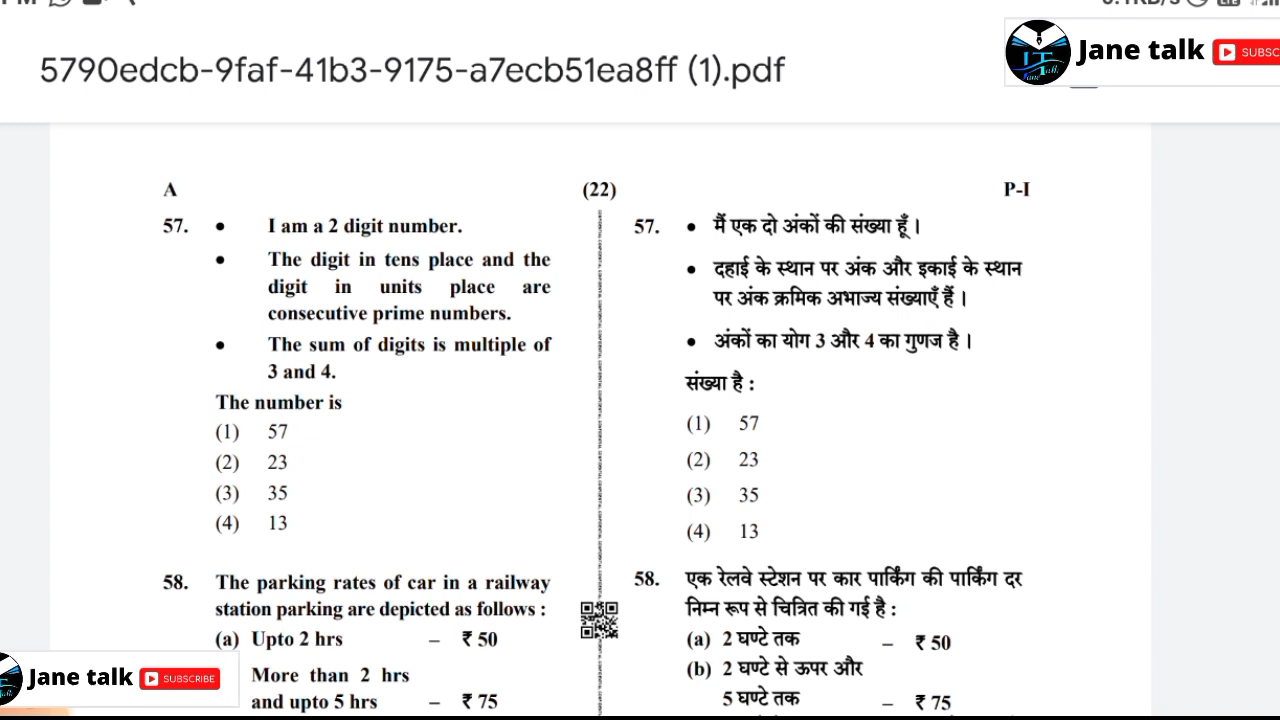 5790edcb-9faf-41b3-9175-a7ecb51ea8ff (1).pdf
Jane talk
SUBSC
A
(22)
P-I
57. • I am a 2 digit number.
• The digit in tens place and the
digit in units place are
consecutive prime numbers.
• The sum of digits is multiple of
3 and 4.
The number is
(1) 57
(2) 23
(3) 35
(4) 13
58. The parking rates of car in a railway
station parking are depicted as follows :
(a) Upto 2 hrs – ₹ 50
More than 2 hrs
and upto 5 hrs – ₹ 75
57. • मैं एक दो अंकों की संख्या हूँ ।
• दहाई के स्थान पर अंक और इकाई के स्थान
पर अंक क्रमिक अभाज्य संख्याएँ हैं ।
• अंकों का योग 3 और 4 का गुणज है ।
संख्या है :
(1) 57
(2) 23
(3) 35
(4) 13
58. एक रेलवे स्टेशन पर कार पार्किंग की पार्किंग दर
निम्न रूप से चित्रित की गई है :
(a) 2 घण्टे तक – ₹ 50
(b) 2 घण्टे से ऊपर और
5 घण्टे तक – ₹ 75
Jane talk
SUBSCRIBE